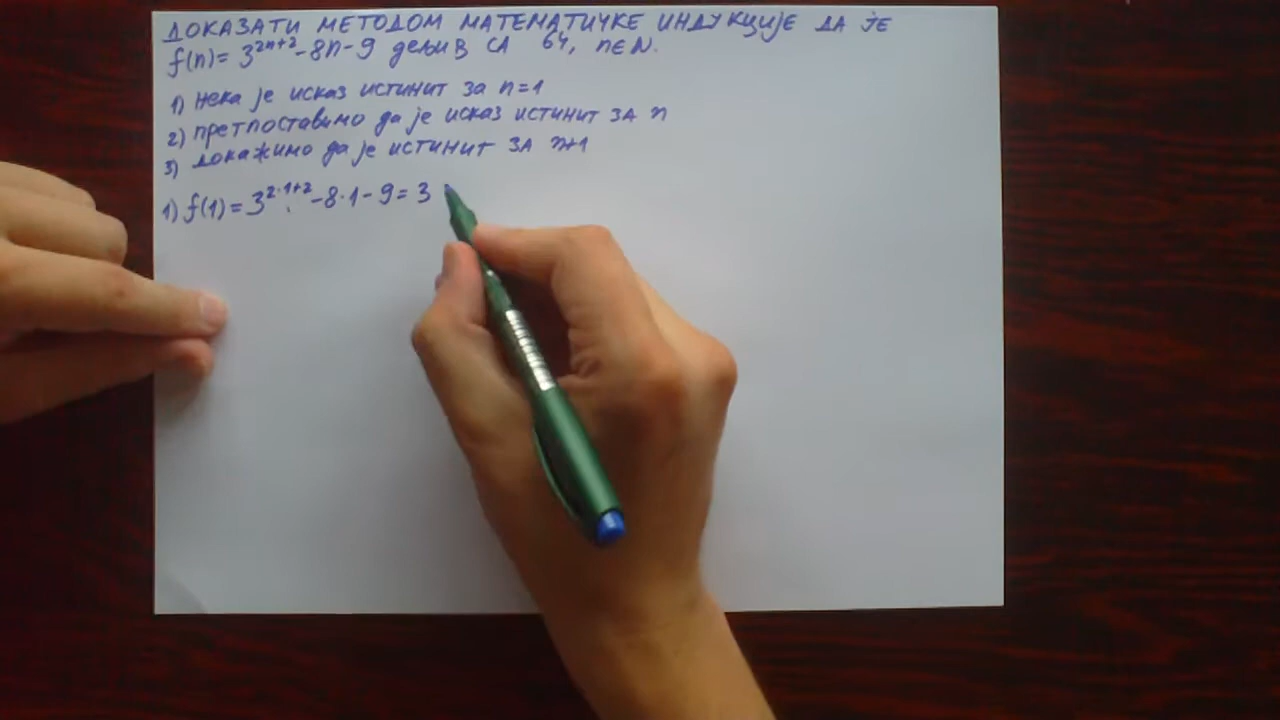 ДОКАЗАТИ МЕТОДОМ МАТЕМАТИЧКЕ ИНДУКЦИЈЕ ДА ЈЕ
f(n)= 3^{2n+2} -8n-9 дељив СА 64, n∈N.
1) нека је исказ истинит за n=1
2) претпоставимо да је исказ истинит ЗА n
3) докажимо да је истинит ЗА n+1
1) f(1) = 3^{2·1+2} -8·1-9= 3